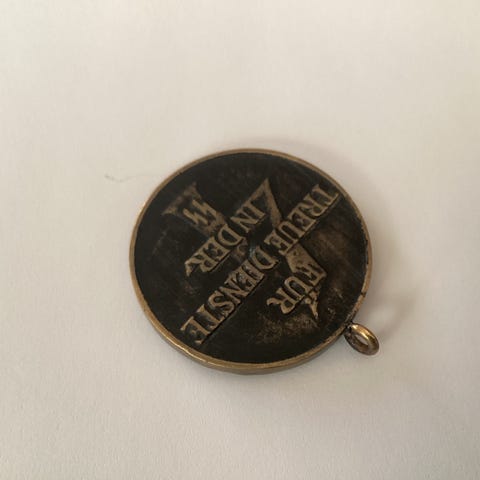 FÜR
TREUE DIENSTE
IN DER
ᛋᛋ